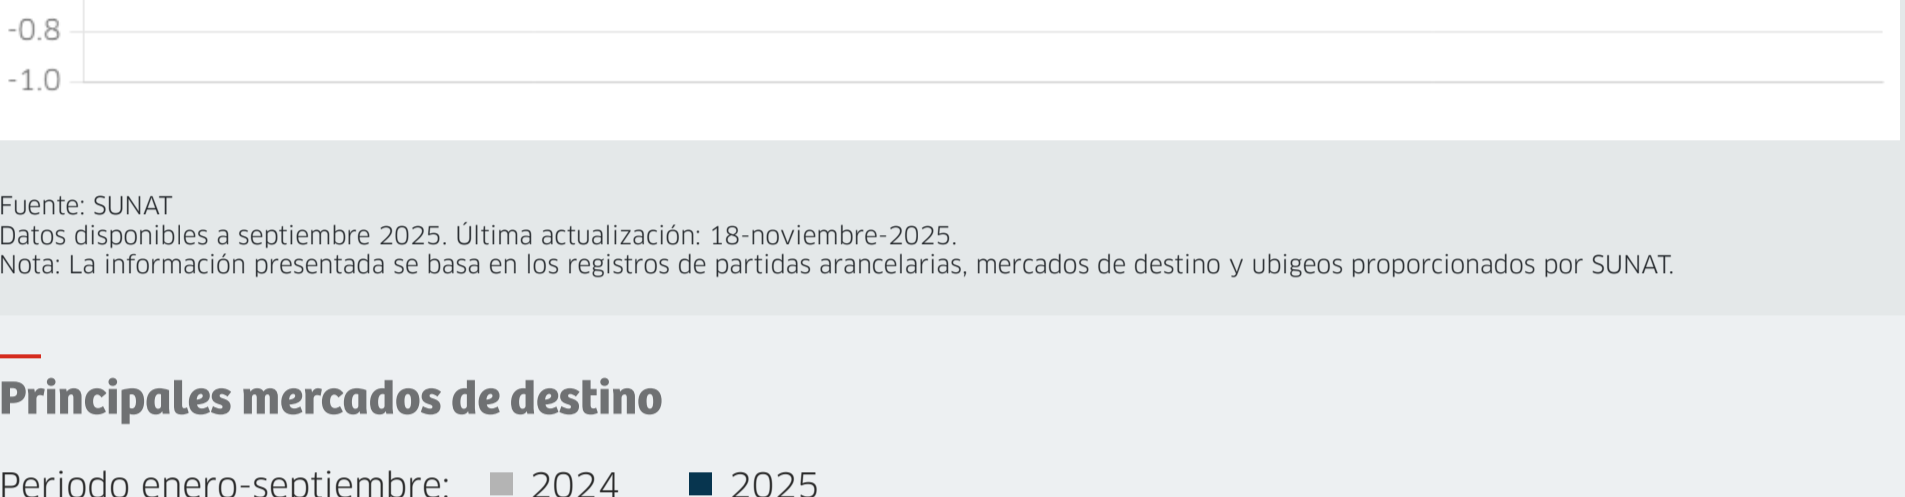 -0.8
-1.0
Fuente: SUNAT
Datos disponibles a septiembre 2025. Última actualización: 18-noviembre-2025.
Nota: La información presentada se basa en los registros de partidas arancelarias, mercados de destino y ubigeos proporcionados por SUNAT.
Principales mercados de destino
Periodo enero-septiembre: 2024 2025